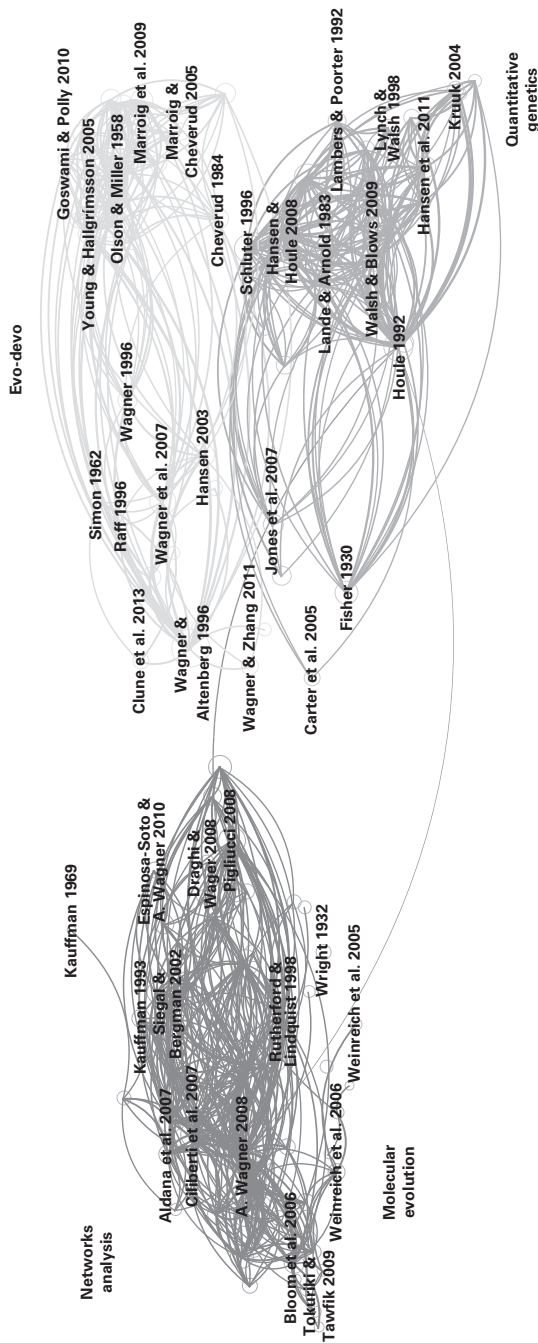 Networks
analysis
Kauffman 1969
Aldana et al. 2007
Ciliberti et al. 2007
Kauffman 1993
Siegal &
Bergman 2002
Espinosa-Soto &
A. Wagner 2010
Draghi &
Wager 2008
Pigliucci 2008
A. Wagner 2008
Rutherford &
Lindquist 1998
Wright 1932
Bloom et al. 2006
Tokuriki &
Tawfik 2009
Weinreich et al. 2006
Weinreich et al. 2005
Molecular
evolution
Evo-devo
Clune et al. 2013
Simon 1962
Raff 1996
Wagner 1996
Wagner et al. 2007
Wagner &
Altenberg 1996
Hansen 2003
Goswami & Polly 2010
Young & Hallgrimsson 2005
Olson & Miller 1958
Marroig et al. 2009
Marroig &
Cheverud 2005
Cheverud 1984
Wagner & Zhang 2011
Jones et al. 2007
Carter et al. 2005
Fisher 1930
Schluter 1996
Hansen &
Houle 2008
Lande & Arnold 1983
Lambers & Poorter 1992
Walsh & Blows 2009
Lynch &
Walsh 1998
Houle 1992
Hansen et al. 2011
Kruuk 2004
Quantitative
genetics